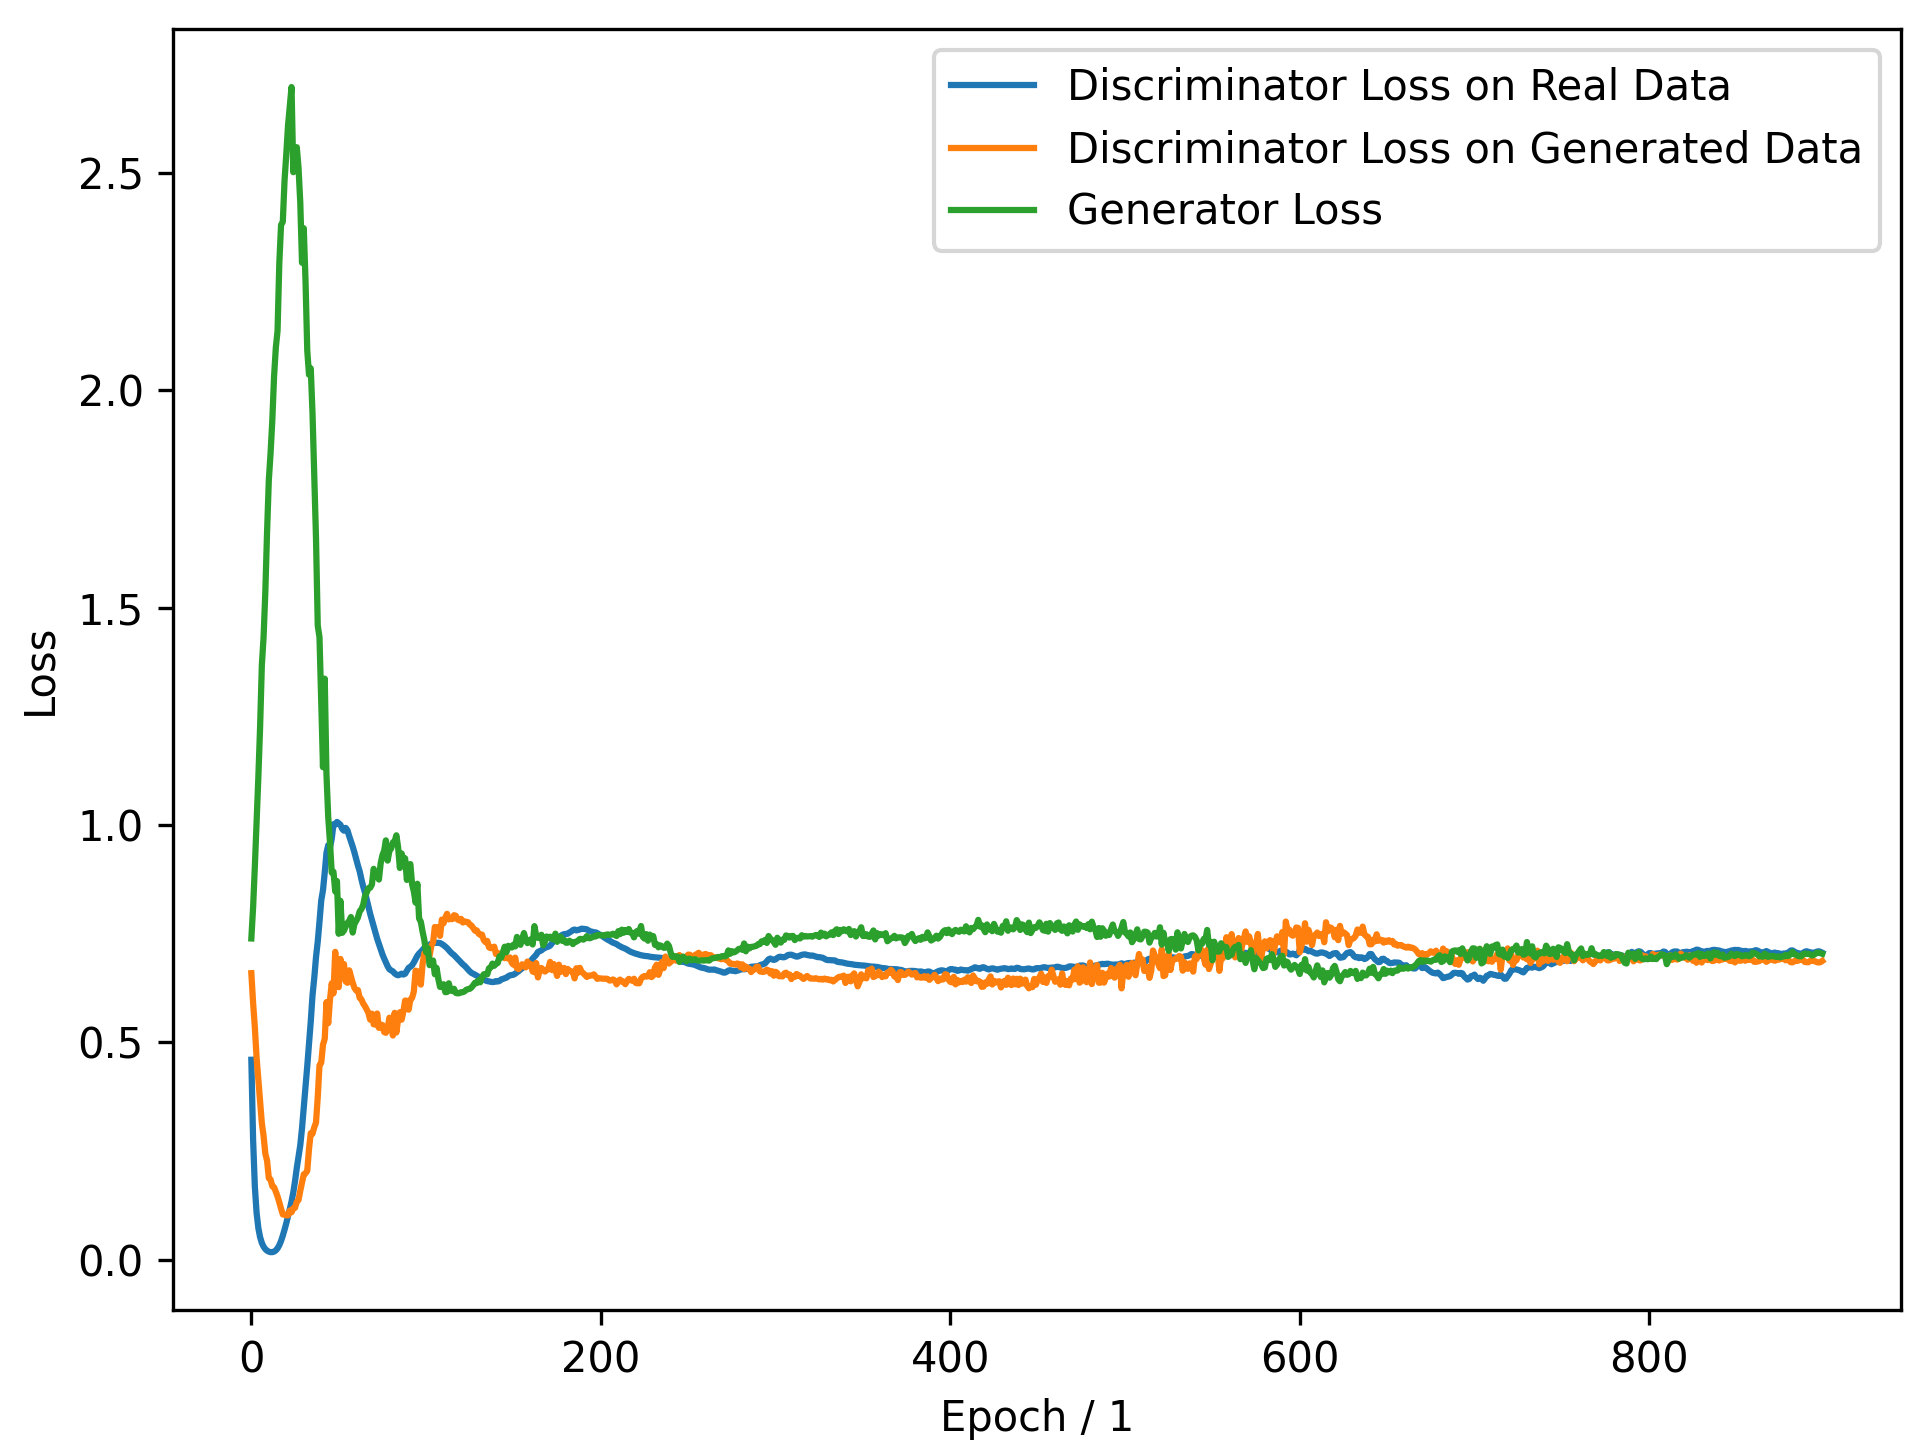 Discriminator Loss on Real Data
Discriminator Loss on Generated Data
Generator Loss
2.5
2.0
1.5
1.0
0.5
0.0
Loss
0 200 400 600 800
Epoch / 1